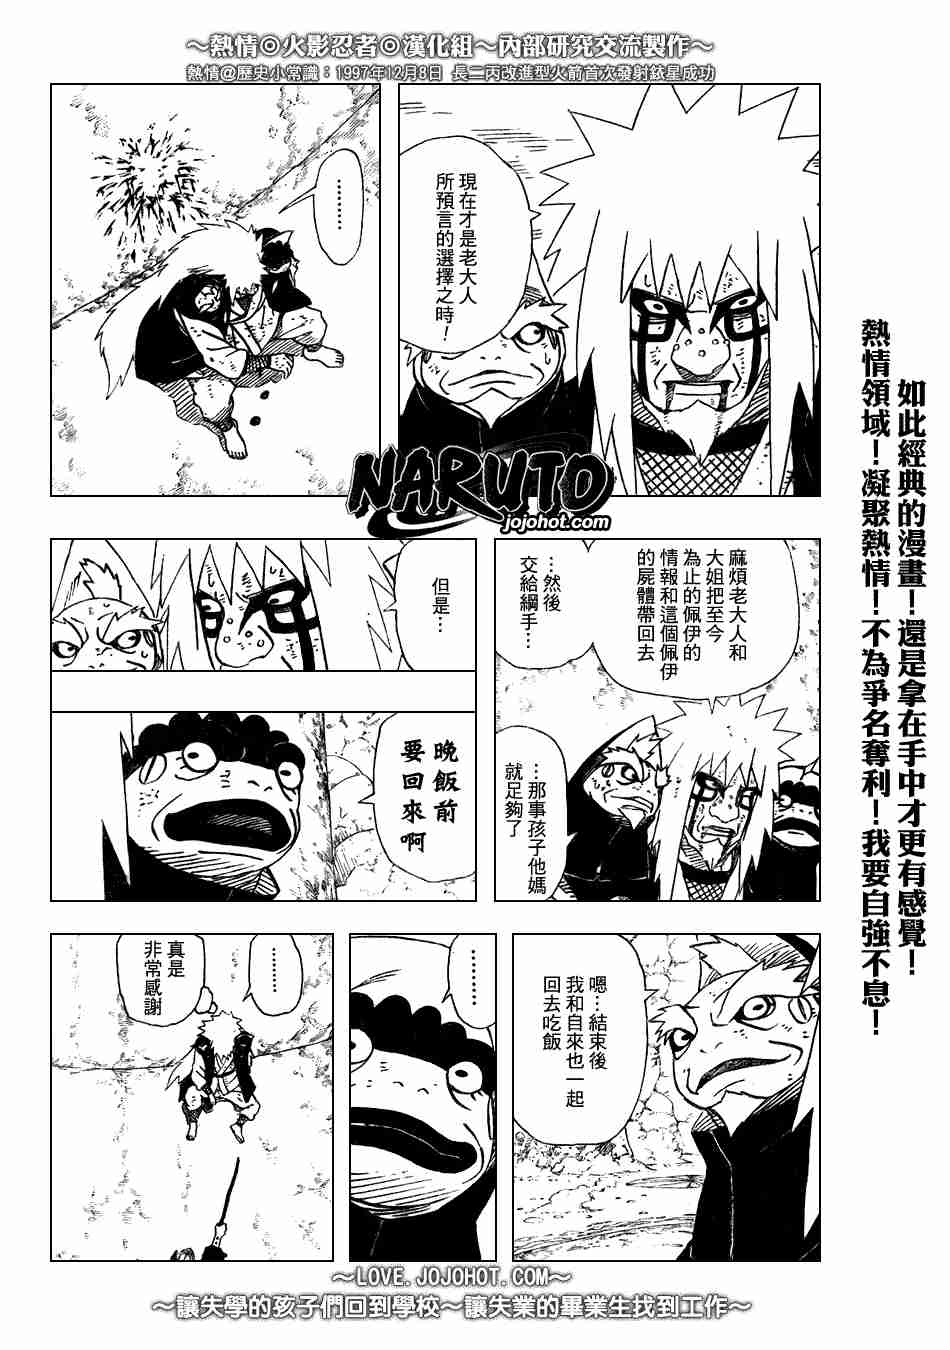 ～熱情◎火影忍者◎漢化組～內部研究交流製作～
熱情@歷史小常識：1997年12月8日 長二丙改進型火箭首次發射銥星成功
現在才是老大人
所預言的選擇之時！
………
NARUTO
jojohot.com
麻煩老大人和
大姐把至今
為止的佩伊的
情報和這個佩伊
的屍體帶回去
…然後
交給綱手…
…那事孩子他媽
就足夠了
但是…
晚飯前
要回來啊
嗯…結束後
我和自來也一起
回去吃飯
………
………
真是
非常感謝
如此經典的漫畫！還是拿在手中才更有感覺！
熱情領域！凝聚熱情！不為爭名奪利！我要自強不息！
～LOVE.JOJOHOT.COM～
～讓失學的孩子們回到學校～讓失業的畢業生找到工作～